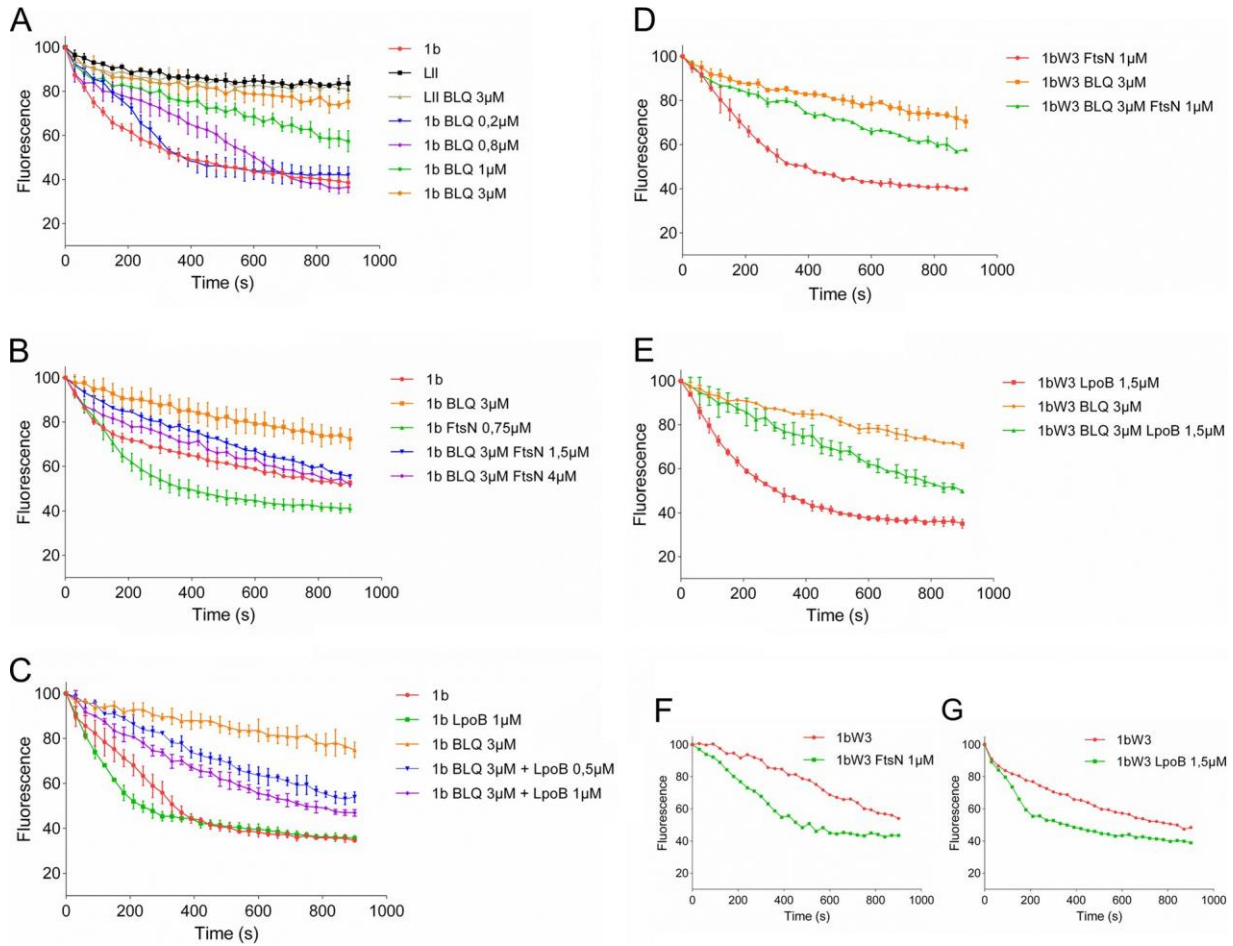 A
100
80
60
40
20
0 200 400 600 800 1000
Fluorescence
Time (s)
1b
LII
LII BLQ 3µM
1b BLQ 0,2µM
1b BLQ 0,8µM
1b BLQ 1µM
1b BLQ 3µM
B
100
80
60
40
20
0 200 400 600 800 1000
Fluorescence
Time (s)
1b
1b BLQ 3µM
1b FtsN 0,75µM
1b BLQ 3µM FtsN 1,5µM
1b BLQ 3µM FtsN 4µM
C
100
80
60
40
20
0 200 400 600 800 1000
Fluorescence
Time (s)
1b
1b LpoB 1µM
1b BLQ 3µM
1b BLQ 3µM + LpoB 0,5µM
1b BLQ 3µM + LpoB 1µM
D
100
80
60
40
20
0 200 400 600 800 1000
Fluorescence
Time (s)
1bW3 FtsN 1µM
1bW3 BLQ 3µM
1bW3 BLQ 3µM FtsN 1µM
E
100
80
60
40
20
0 200 400 600 800 1000
Fluorescence
Time (s)
1bW3 LpoB 1,5µM
1bW3 BLQ 3µM
1bW3 BLQ 3µM LpoB 1,5µM
F
100
80
60
40
20
0 200 400 600 800 1000
Fluorescence
Time (s)
1bW3
1bW3 FtsN 1µM
G
100
80
60
40
20
0 200 400 600 800 1000
Fluorescence
Time (s)
1bW3
1bW3 LpoB 1,5µM